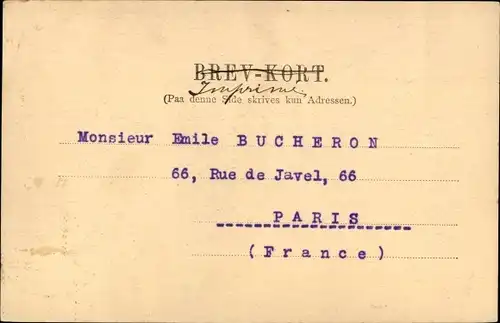 BREV-KORT.
Imprimé.
(Paa denne Side skrives kun Adressen.)
Monsieur Emile BUCHERON
66, Rue de Javel, 66
PARIS
(France)